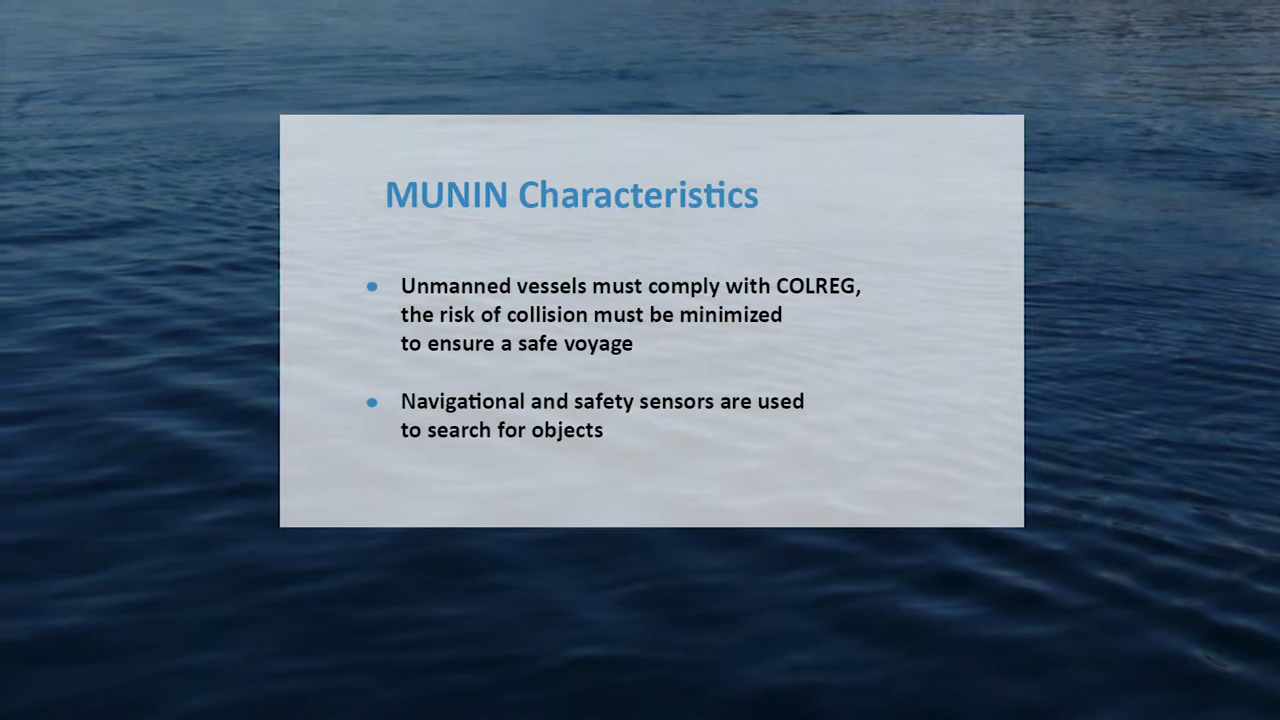 MUNIN Characteristics
• Unmanned vessels must comply with COLREG,
the risk of collision must be minimized
to ensure a safe voyage
• Navigational and safety sensors are used
to search for objects